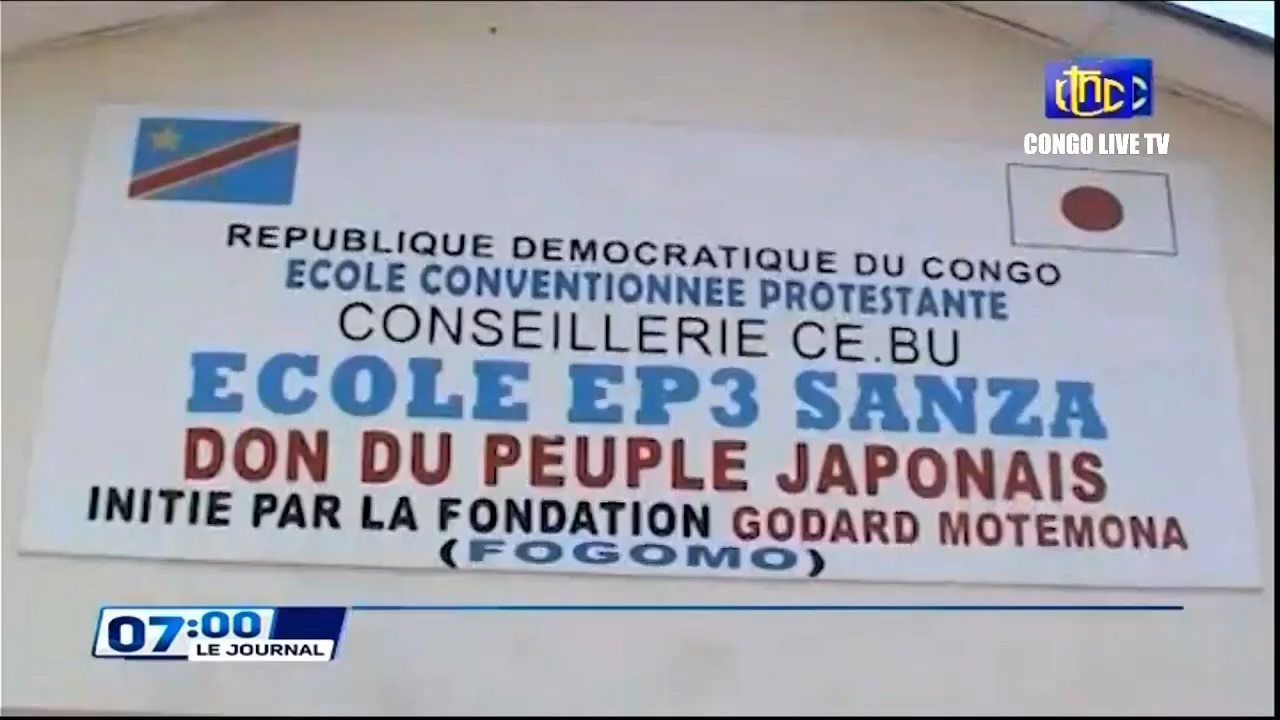 rtnc
CONGO LIVE TV
REPUBLIQUE DEMOCRATIQUE DU CONGO
ECOLE CONVENTIONNEE PROTESTANTE
CONSEILLERIE CE.BU
ECOLE EP3 SANZA
DON DU PEUPLE JAPONAIS
INITIE PAR LA FONDATION GODARD MOTEMONA
(FOGOMO)
07:00
LE JOURNAL